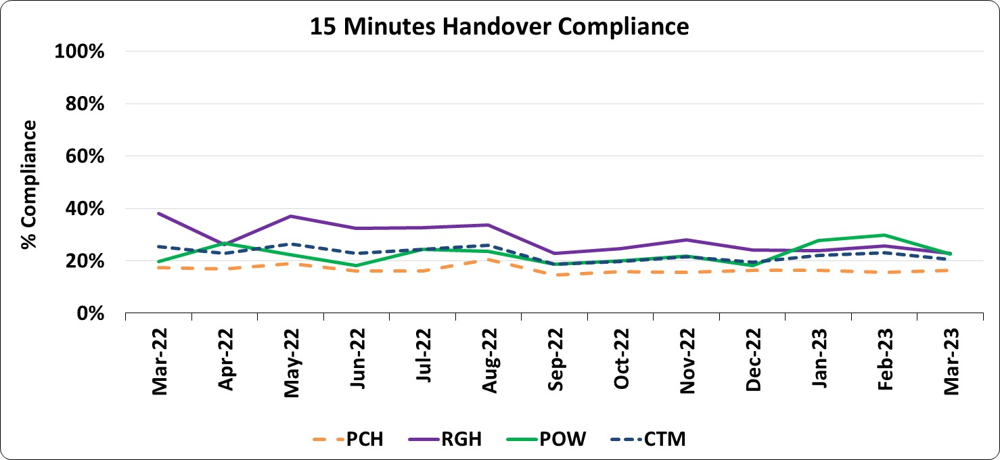 15 Minutes Handover Compliance
100%
80%
60%
40%
20%
0%
% Compliance
Mar-22
Apr-22
May-22
Jun-22
Jul-22
Aug-22
Sep-22
Oct-22
Nov-22
Dec-22
Jan-23
Feb-23
Mar-23
PCH RGH POW CTM